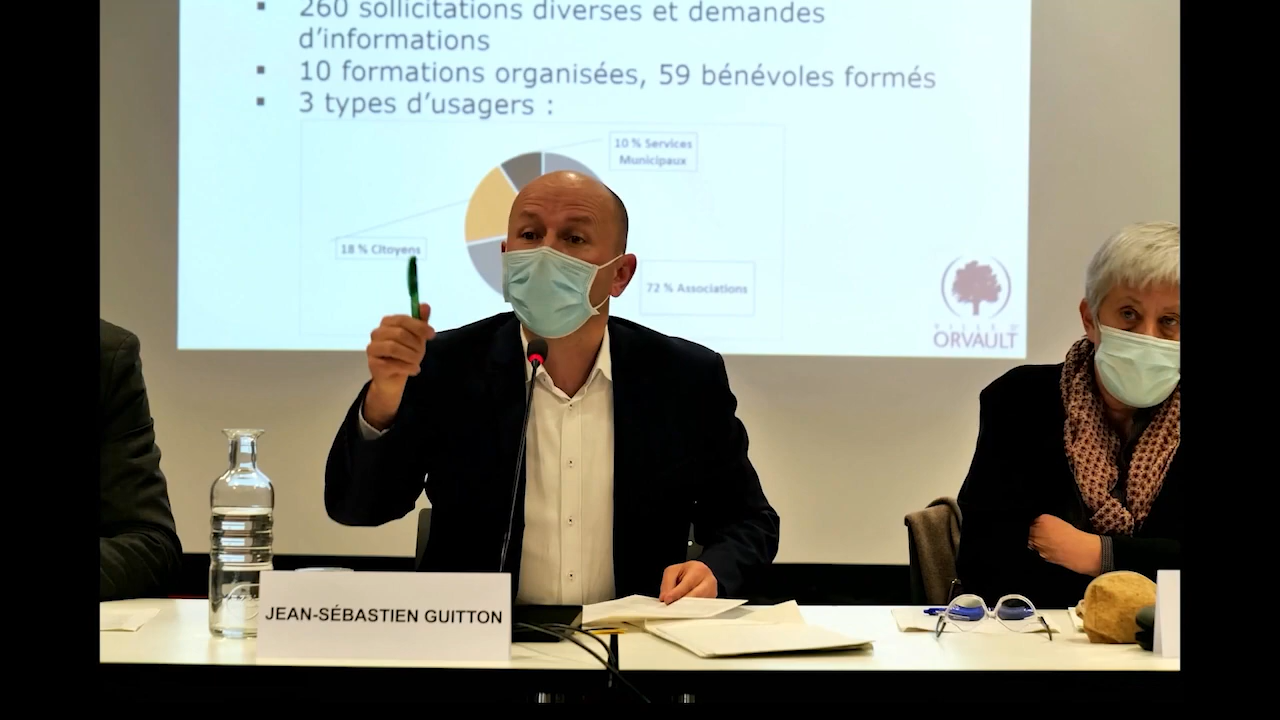 ▪ 260 sollicitations diverses et demandes
d’informations
▪ 10 formations organisées, 59 bénévoles formés
▪ 3 types d’usagers :
10 % Services
Municipaux
18 % Citoyens
72 % Associations
VILLE D'
ORVAULT
JEAN-SÉBASTIEN GUITTON